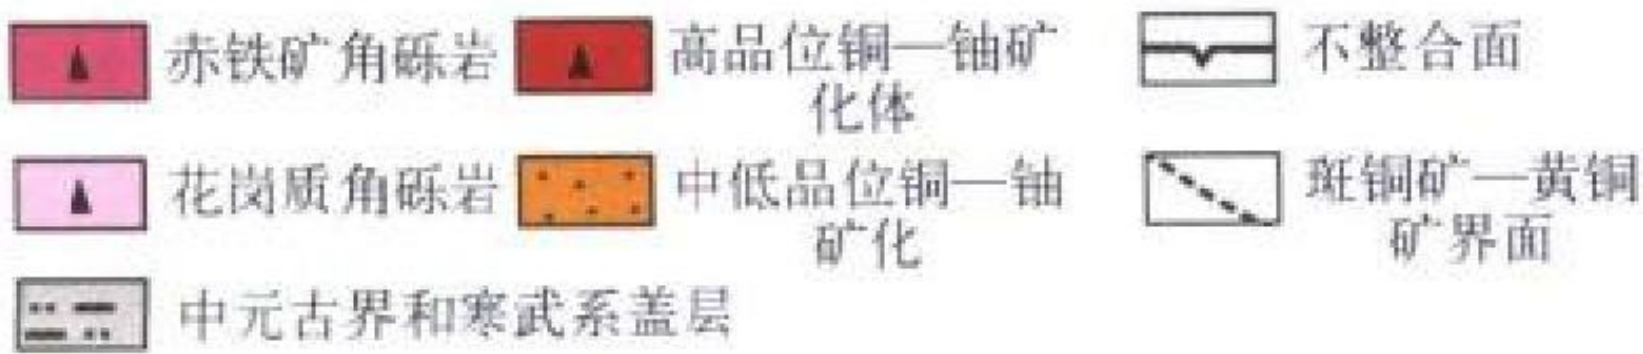 赤铁矿角砾岩
高品位铜—铀矿
化体
不整合面
花岗质角砾岩
中低品位铜—铀
矿化
斑铜矿—黄铜
矿界面
中元古界和寒武系盖层